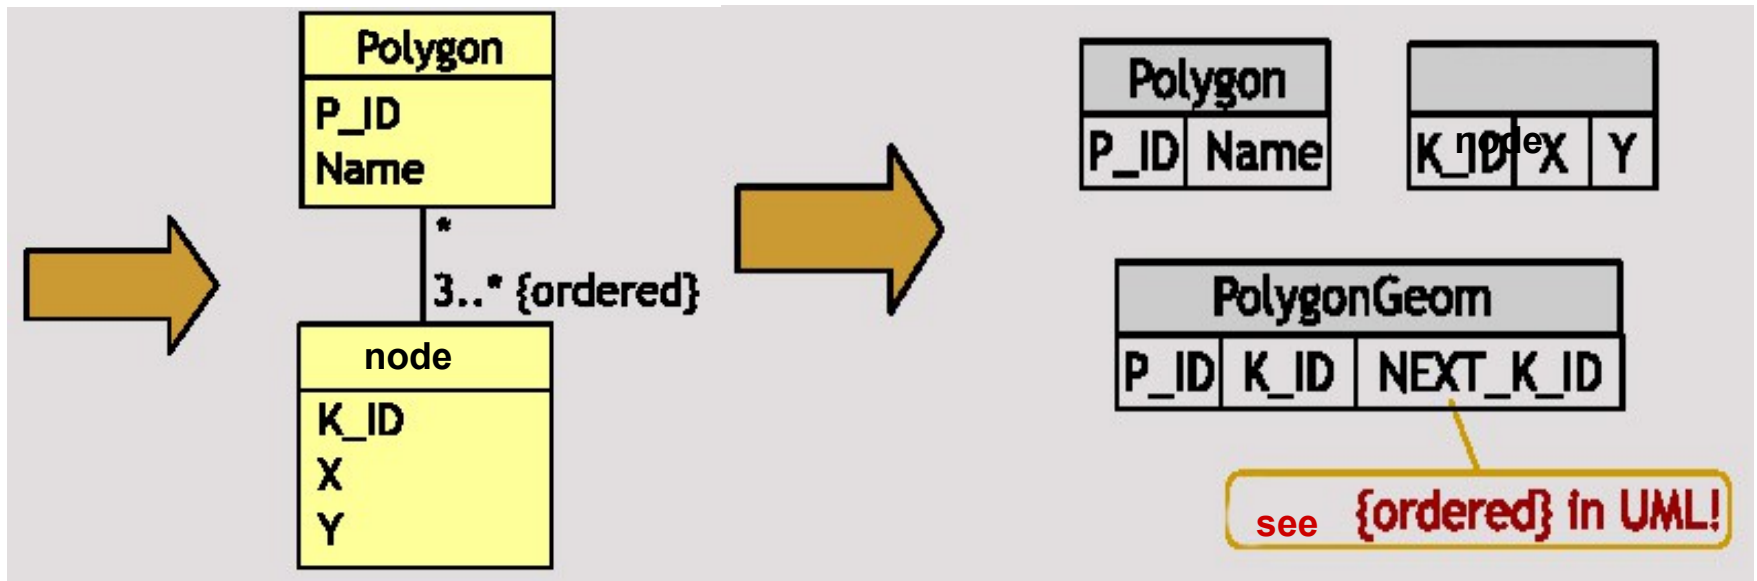 Polygon
P_ID
Name
*
3..* {ordered}
node
K_ID
X
Y
Polygon
P_ID Name
node
K_ID X Y
PolygonGeom
P_ID K_ID NEXT_K_ID
see {ordered} in UML!